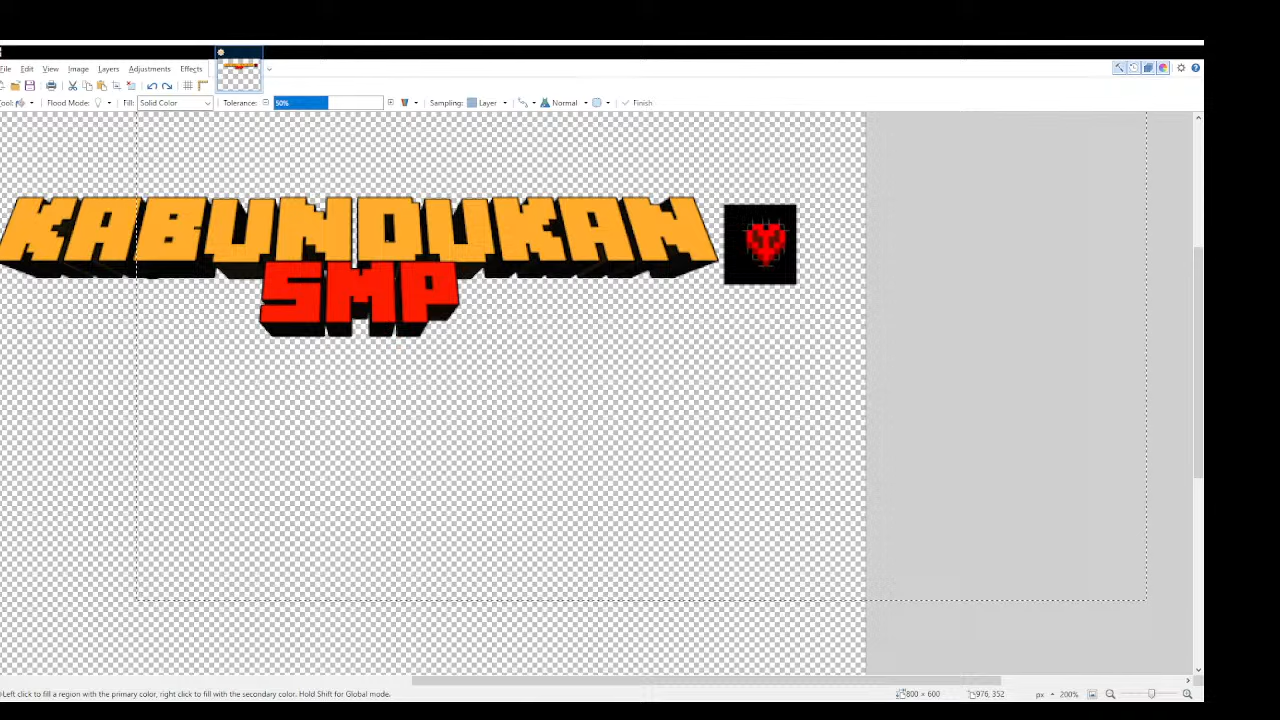 File Edit View Image Layers Adjustments Effects
Tool: Flood Mode: Fill: Solid Color Tolerance: 50% Sampling: Layer Normal Finish
KABUNDUKAN
SMP
Left click to fill a region with the primary color, right click to fill with the secondary color. Hold Shift for Global mode. 800 × 600 976, 352 px 200%